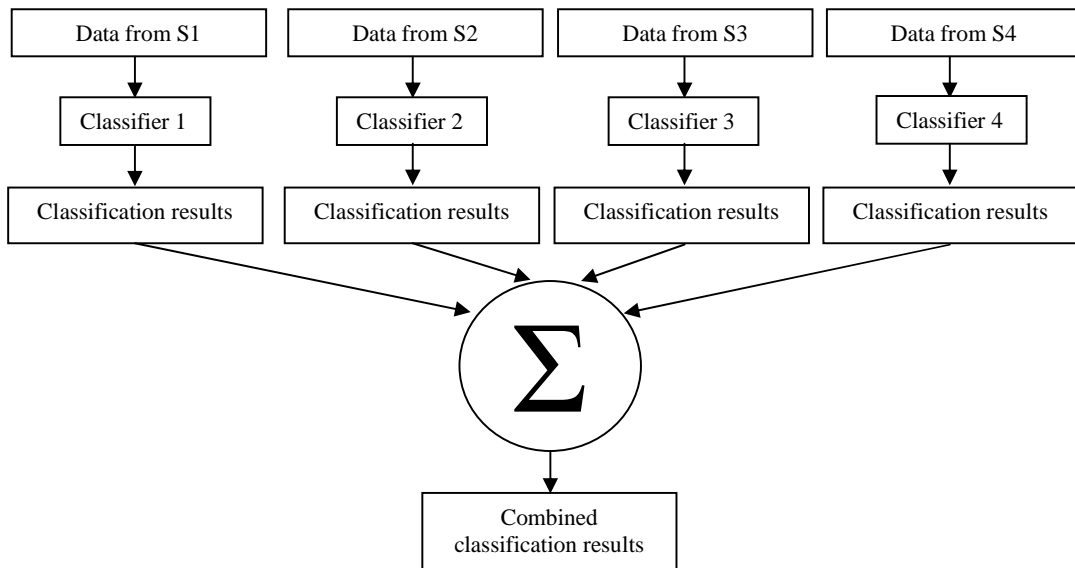 Data from S1
Data from S2
Data from S3
Data from S4
Classifier 1
Classifier 2
Classifier 3
Classifier 4
Classification results
Classification results
Classification results
Classification results
Σ
Combined
classification results